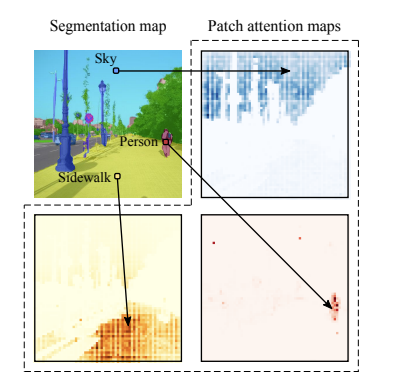 Segmentation map
Patch attention maps
Sky
Person
Sidewalk